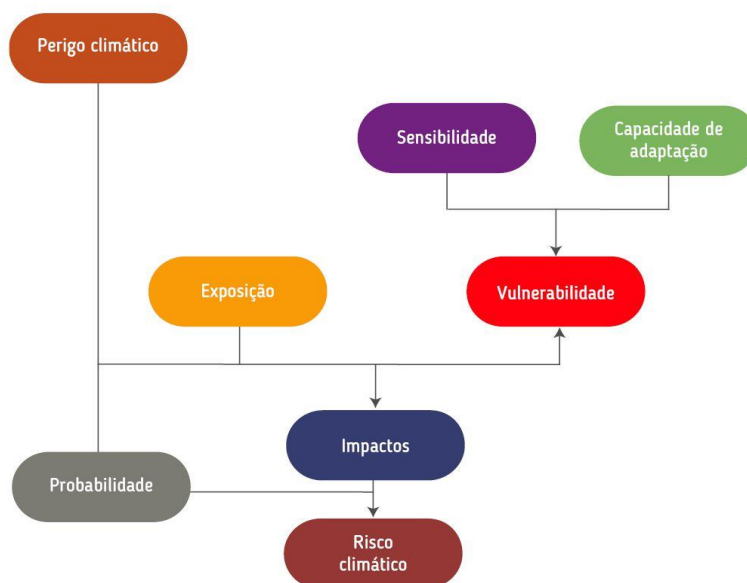 Perigo climático
Sensibilidade
Capacidade de
adaptação
Exposição
Vulnerabilidade
Impactos
Probabilidade
Risco
climático